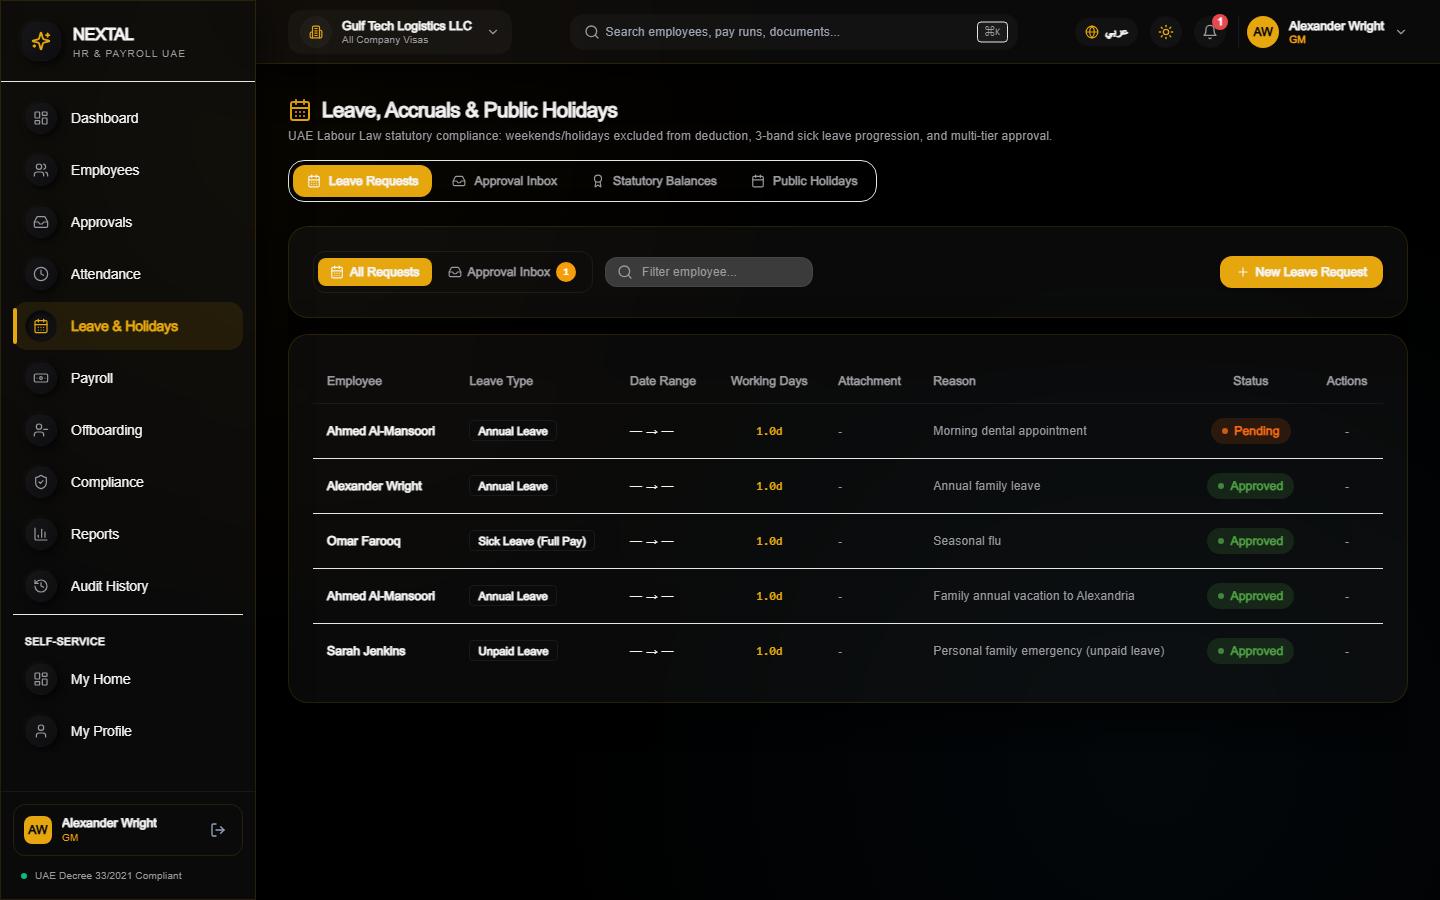 NEXTAL
HR & PAYROLL UAE
Gulf Tech Logistics LLC
All Company Visas
Search employees, pay runs, documents...
⌘K
عربي
1
AW
Alexander Wright
GM
Dashboard
Employees
Approvals
Attendance
Leave & Holidays
Payroll
Offboarding
Compliance
Reports
Audit History
SELF-SERVICE
My Home
My Profile
AW
Alexander Wright
GM
UAE Decree 33/2021 Compliant
Leave, Accruals & Public Holidays
UAE Labour Law statutory compliance: weekends/holidays excluded from deduction, 3-band sick leave progression, and multi-tier approval.
Leave Requests Approval Inbox Statutory Balances Public Holidays
All Requests Approval Inbox 1 Filter employee... + New Leave Request
Employee Leave Type Date Range Working Days Attachment Reason Status Actions
Ahmed Al-Mansoori Annual Leave — → — 1.0d - Morning dental appointment Pending -
Alexander Wright Annual Leave — → — 1.0d - Annual family leave Approved -
Omar Farooq Sick Leave (Full Pay) — → — 1.0d - Seasonal flu Approved -
Ahmed Al-Mansoori Annual Leave — → — 1.0d - Family annual vacation to Alexandria Approved -
Sarah Jenkins Unpaid Leave — → — 1.0d - Personal family emergency (unpaid leave) Approved -